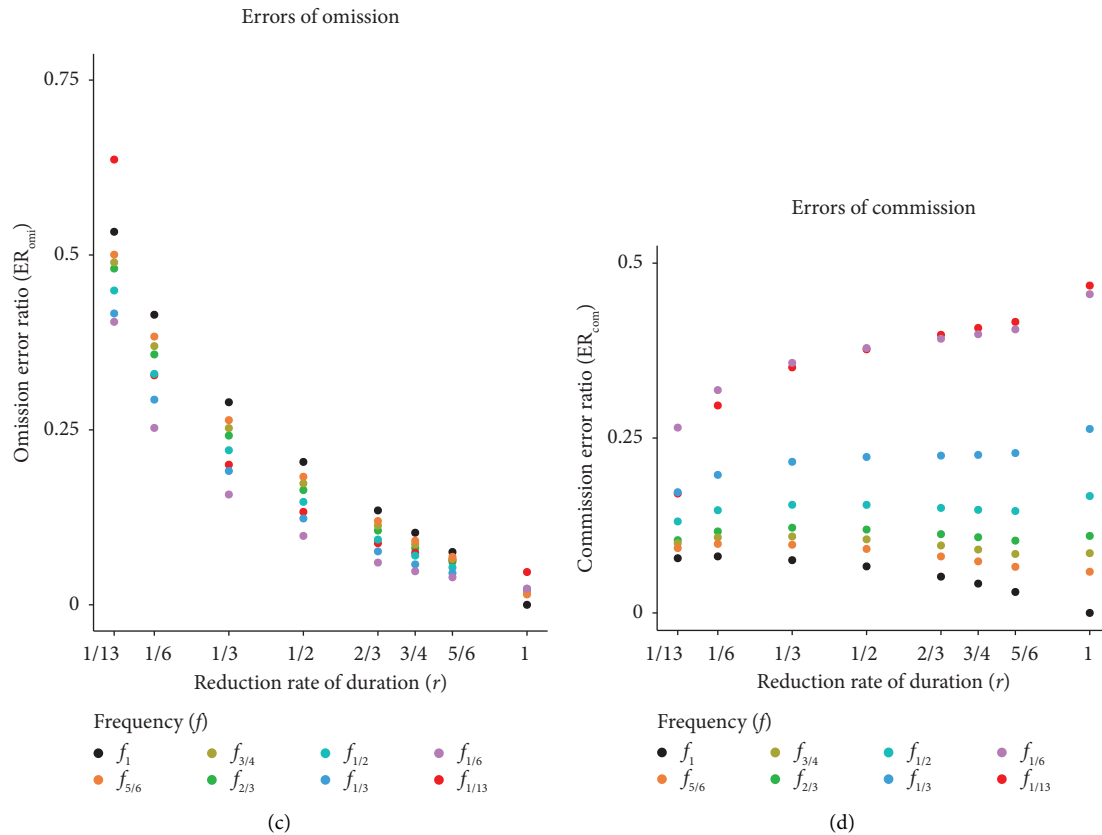 Errors of omission
0.75
0.5
0.25
0
Omission error ratio (ER_omi)
1/13 1/6 1/3 1/2 2/3 3/4 5/6 1
Reduction rate of duration (r)
Frequency (f)
f_1 f_3/4 f_1/2 f_1/6
f_5/6 f_2/3 f_1/3 f_1/13
(c)
Errors of commission
0.5
0.25
0
Commission error ratio (ER_com)
1/13 1/6 1/3 1/2 2/3 3/4 5/6 1
Reduction rate of duration (r)
Frequency (f)
f_1 f_3/4 f_1/2 f_1/6
f_5/6 f_2/3 f_1/3 f_1/13
(d)